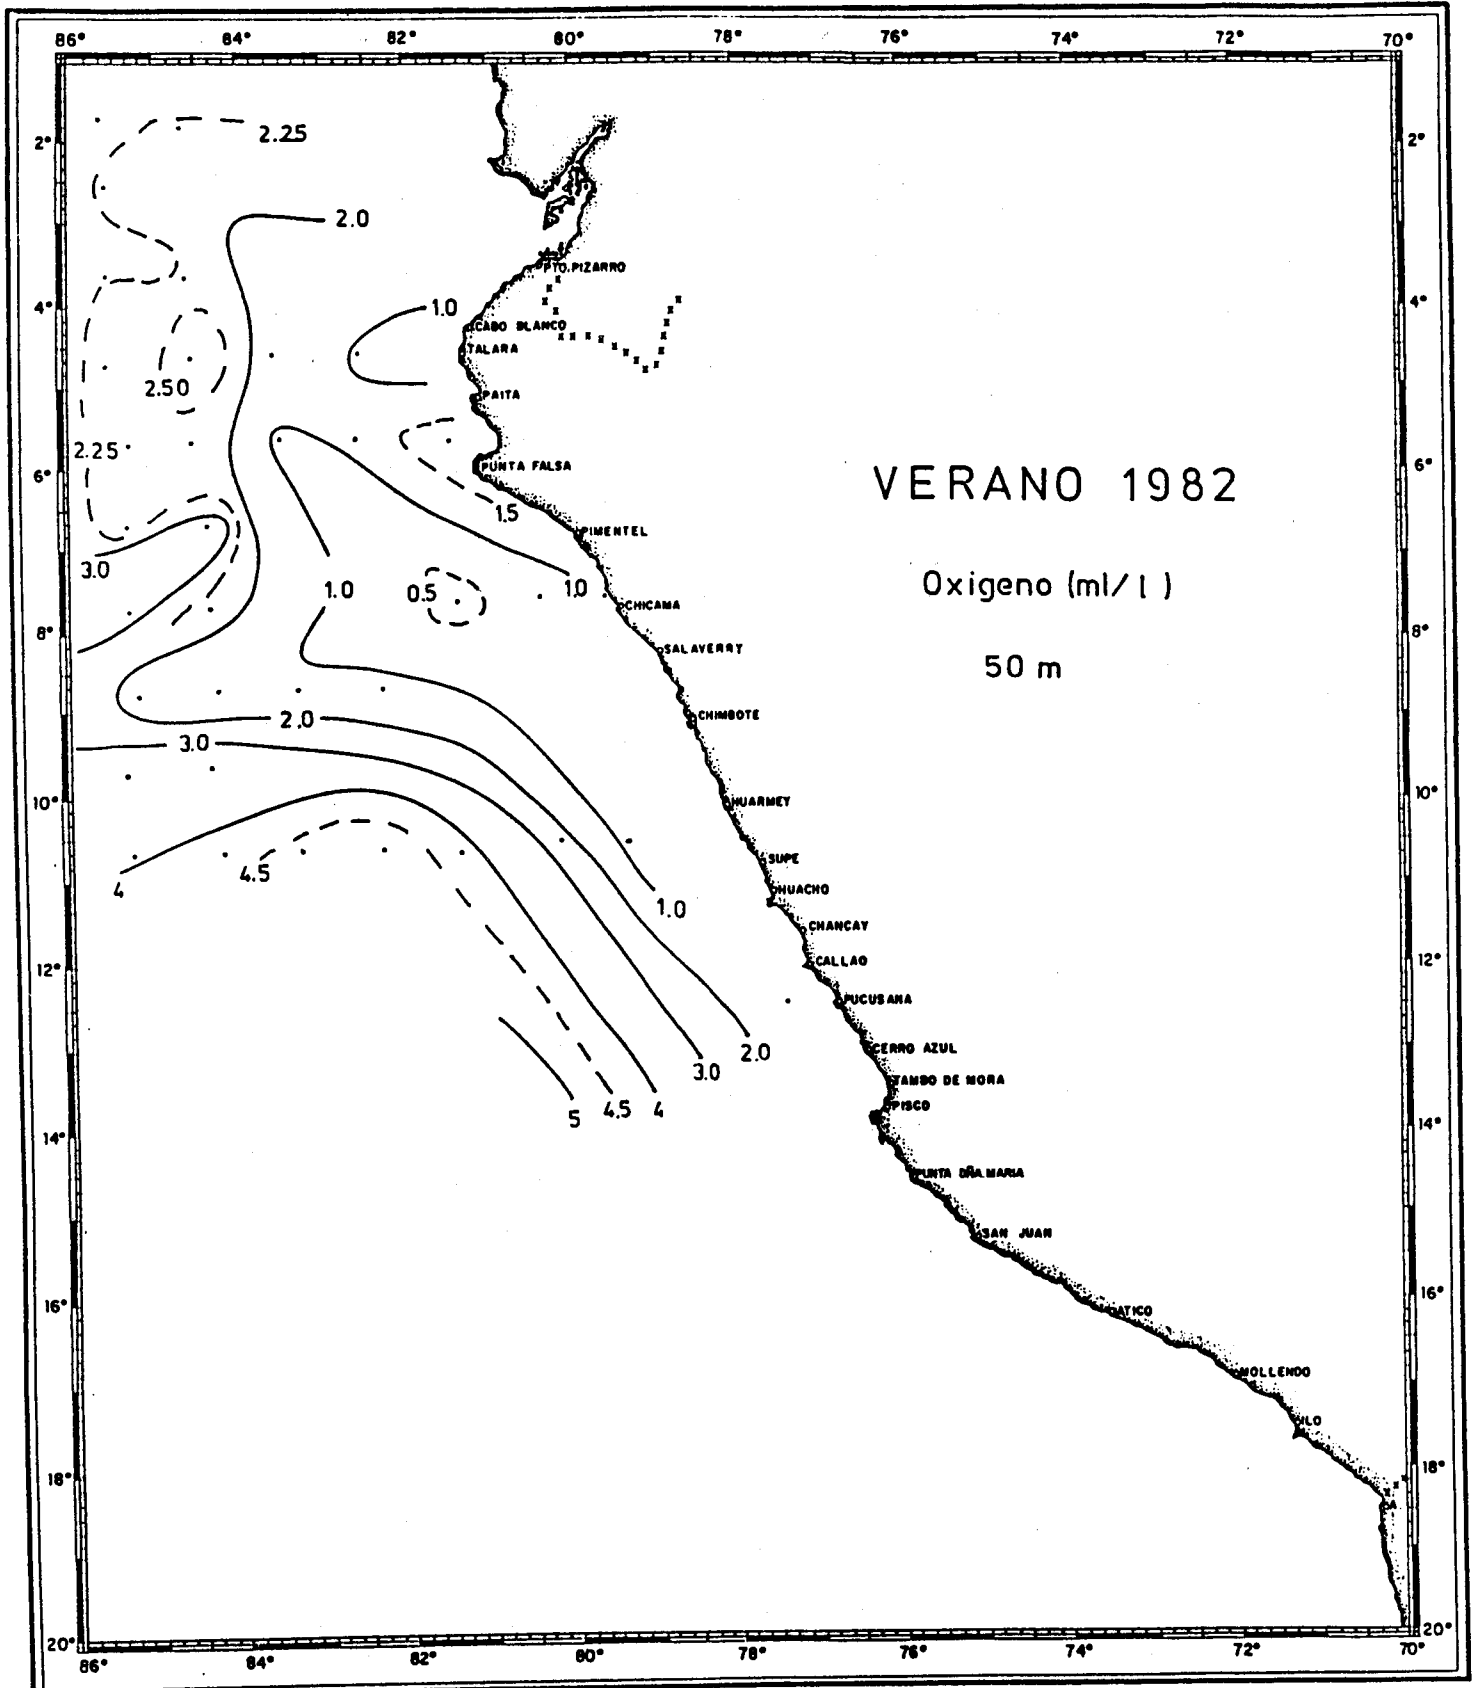 86° 84° 82° 80° 78° 76° 74° 72° 70°
2.25
2° 2°
2.0
PTO. PIZARRO
4° 1.0 4°
CABO BLANCO
TALARA
2.50
PAITA
2.25
6° PUNTA FALSA 6°
VERANO 1982
1.5
PIMENTEL
3.0
Oxigeno (ml/l)
1.0 0.5 1.0
CHICAMA
8° 8°
SALAVERRY
50 m
CHIMBOTE
2.0
3.0
10° HUARMEY 10°
SUPE
4.5
4 HUACHO
1.0
CHANCAY
12° CALLAO 12°
PUCUSANA
CERRO AZUL
2.0
3.0
TAMBO DE MORA
PISCO
5 4.5 4
14° 14°
PUNTA DÑA. MARIA
SAN JUAN
16° 16°
ATICO
MOLLENDO
ILO
18° 18°
A
20° 20°
86° 84° 82° 80° 78° 76° 74° 72° 70°